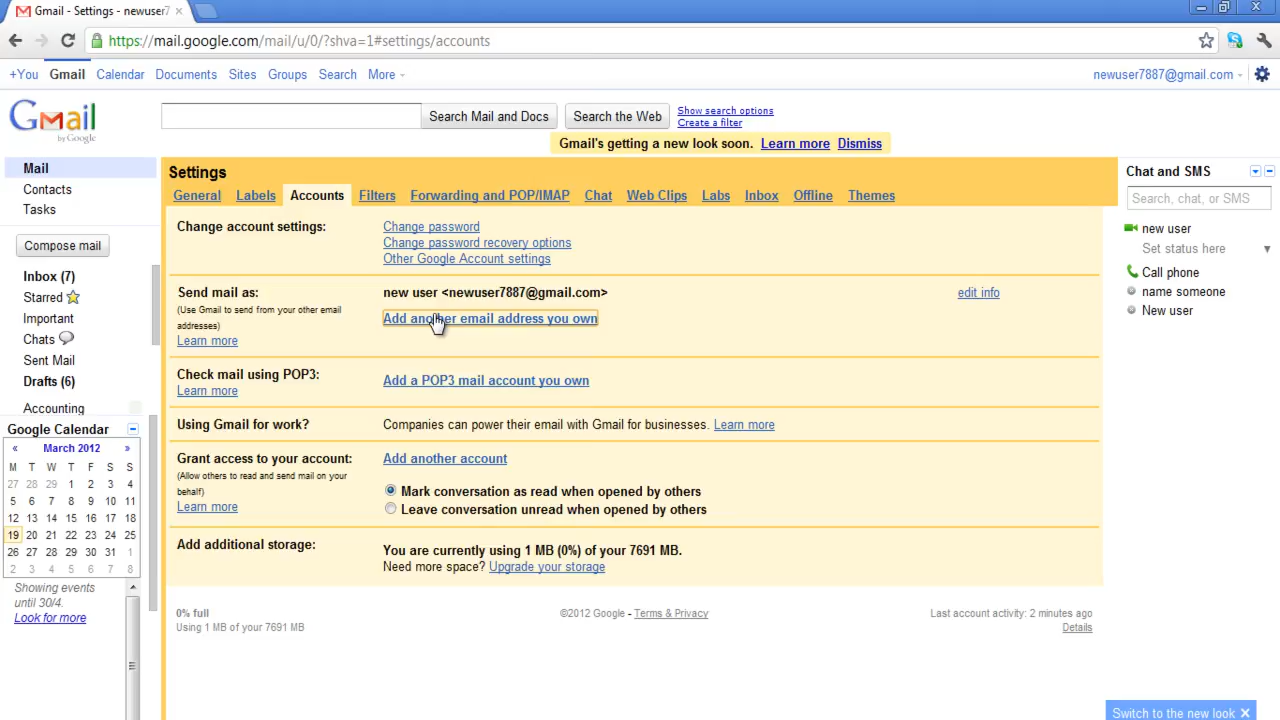 Gmail - Settings - newuser7
https://mail.google.com/mail/u/0/?shva=1#settings/accounts
+You Gmail Calendar Documents Sites Groups Search More
newuser7887@gmail.com
Gmail
by Google
Search Mail and Docs
Search the Web
Show search options
Create a filter
Gmail's getting a new look soon. Learn more Dismiss
Mail
Contacts
Tasks
Compose mail
Inbox (7)
Starred
Important
Chats
Sent Mail
Drafts (6)
Accounting
Google Calendar
« March 2012 »
M T W T F S S
27 28 29 1 2 3 4
5 6 7 8 9 10 11
12 13 14 15 16 17 18
19 20 21 22 23 24 25
26 27 28 29 30 31 1
2 3 4 5 6 7 8
Showing events
until 30/4.
Look for more
Settings
General Labels Accounts Filters Forwarding and POP/IMAP Chat Web Clips Labs Inbox Offline Themes
Change account settings:
Change password
Change password recovery options
Other Google Account settings
Send mail as:
(Use Gmail to send from your other email
addresses)
Learn more
new user <newuser7887@gmail.com>
edit info
Add another email address you own
Check mail using POP3:
Learn more
Add a POP3 mail account you own
Using Gmail for work?
Companies can power their email with Gmail for businesses. Learn more
Grant access to your account:
(Allow others to read and send mail on your
behalf)
Learn more
Add another account
Mark conversation as read when opened by others
Leave conversation unread when opened by others
Add additional storage:
You are currently using 1 MB (0%) of your 7691 MB.
Need more space? Upgrade your storage
0% full
Using 1 MB of your 7691 MB
©2012 Google - Terms & Privacy
Last account activity: 2 minutes ago
Details
Chat and SMS
Search, chat, or SMS
new user
Set status here
Call phone
name someone
New user
Switch to the new look